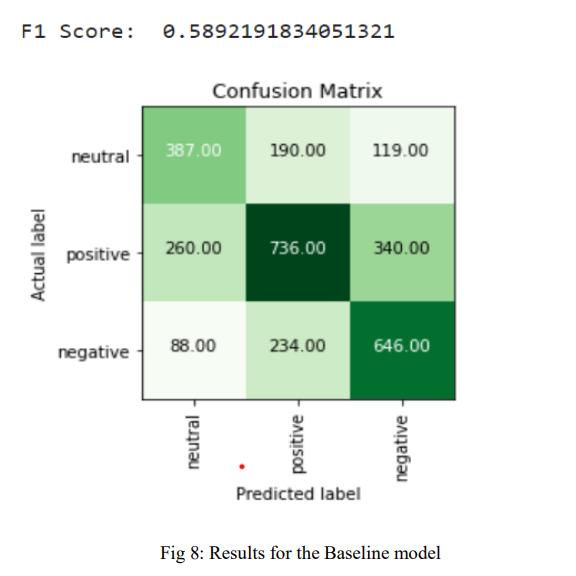 F1 Score: 0.5892191834051321
Confusion Matrix
Actual label
neutral 387.00 190.00 119.00
positive 260.00 736.00 340.00
negative 88.00 234.00 646.00
neutral positive negative
Predicted label
Fig 8: Results for the Baseline model